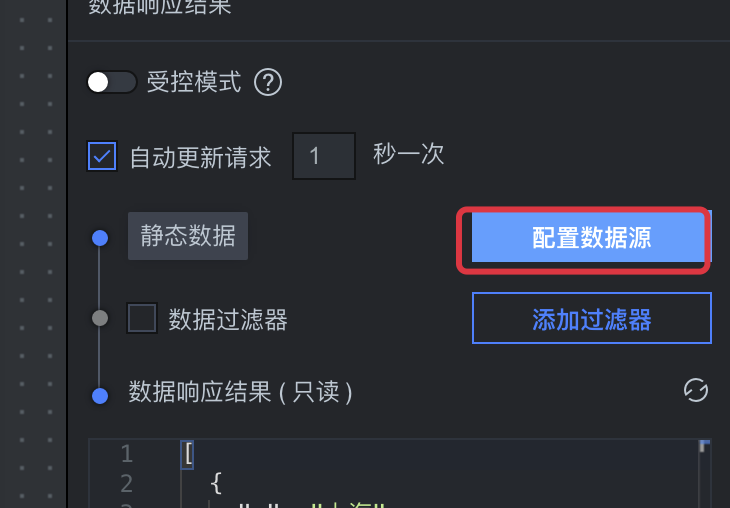 数据响应结果
受控模式 ?
自动更新请求 1 秒一次
静态数据 配置数据源
数据过滤器 添加过滤器
数据响应结果 ( 只读 )
1 [
2 {